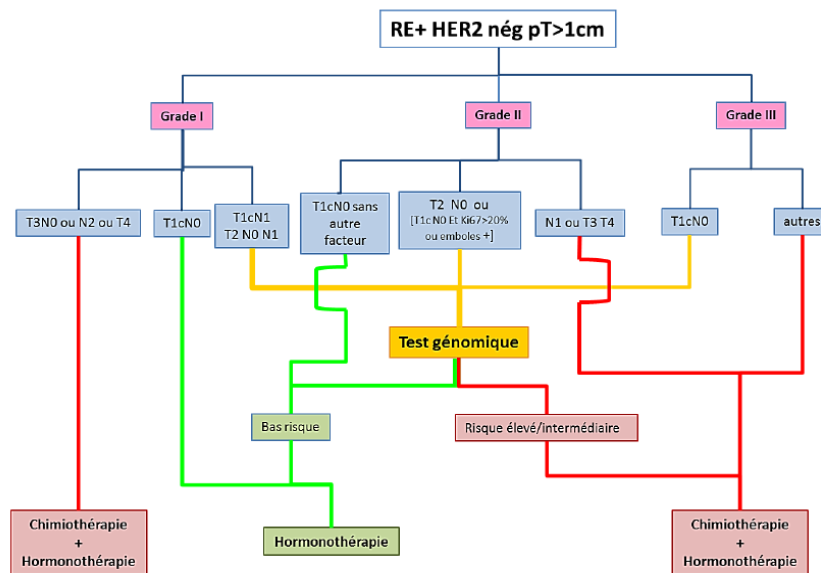 RE+ HER2 nég pT>1cm
Grade I
Grade II
Grade III
T3N0 ou N2 ou T4
T1cN0
T1cN1
T2 N0 N1
T1cN0 sans
autre
facteur
T2 N0 ou
[T1c N0 Et Ki67>20%
ou emboles +]
N1 ou T3 T4
T1cN0
autres
Test génomique
Bas risque
Risque élevé/intermédiaire
Chimiothérapie
+
Hormonothérapie
Hormonothérapie
Chimiothérapie
+
Hormonothérapie